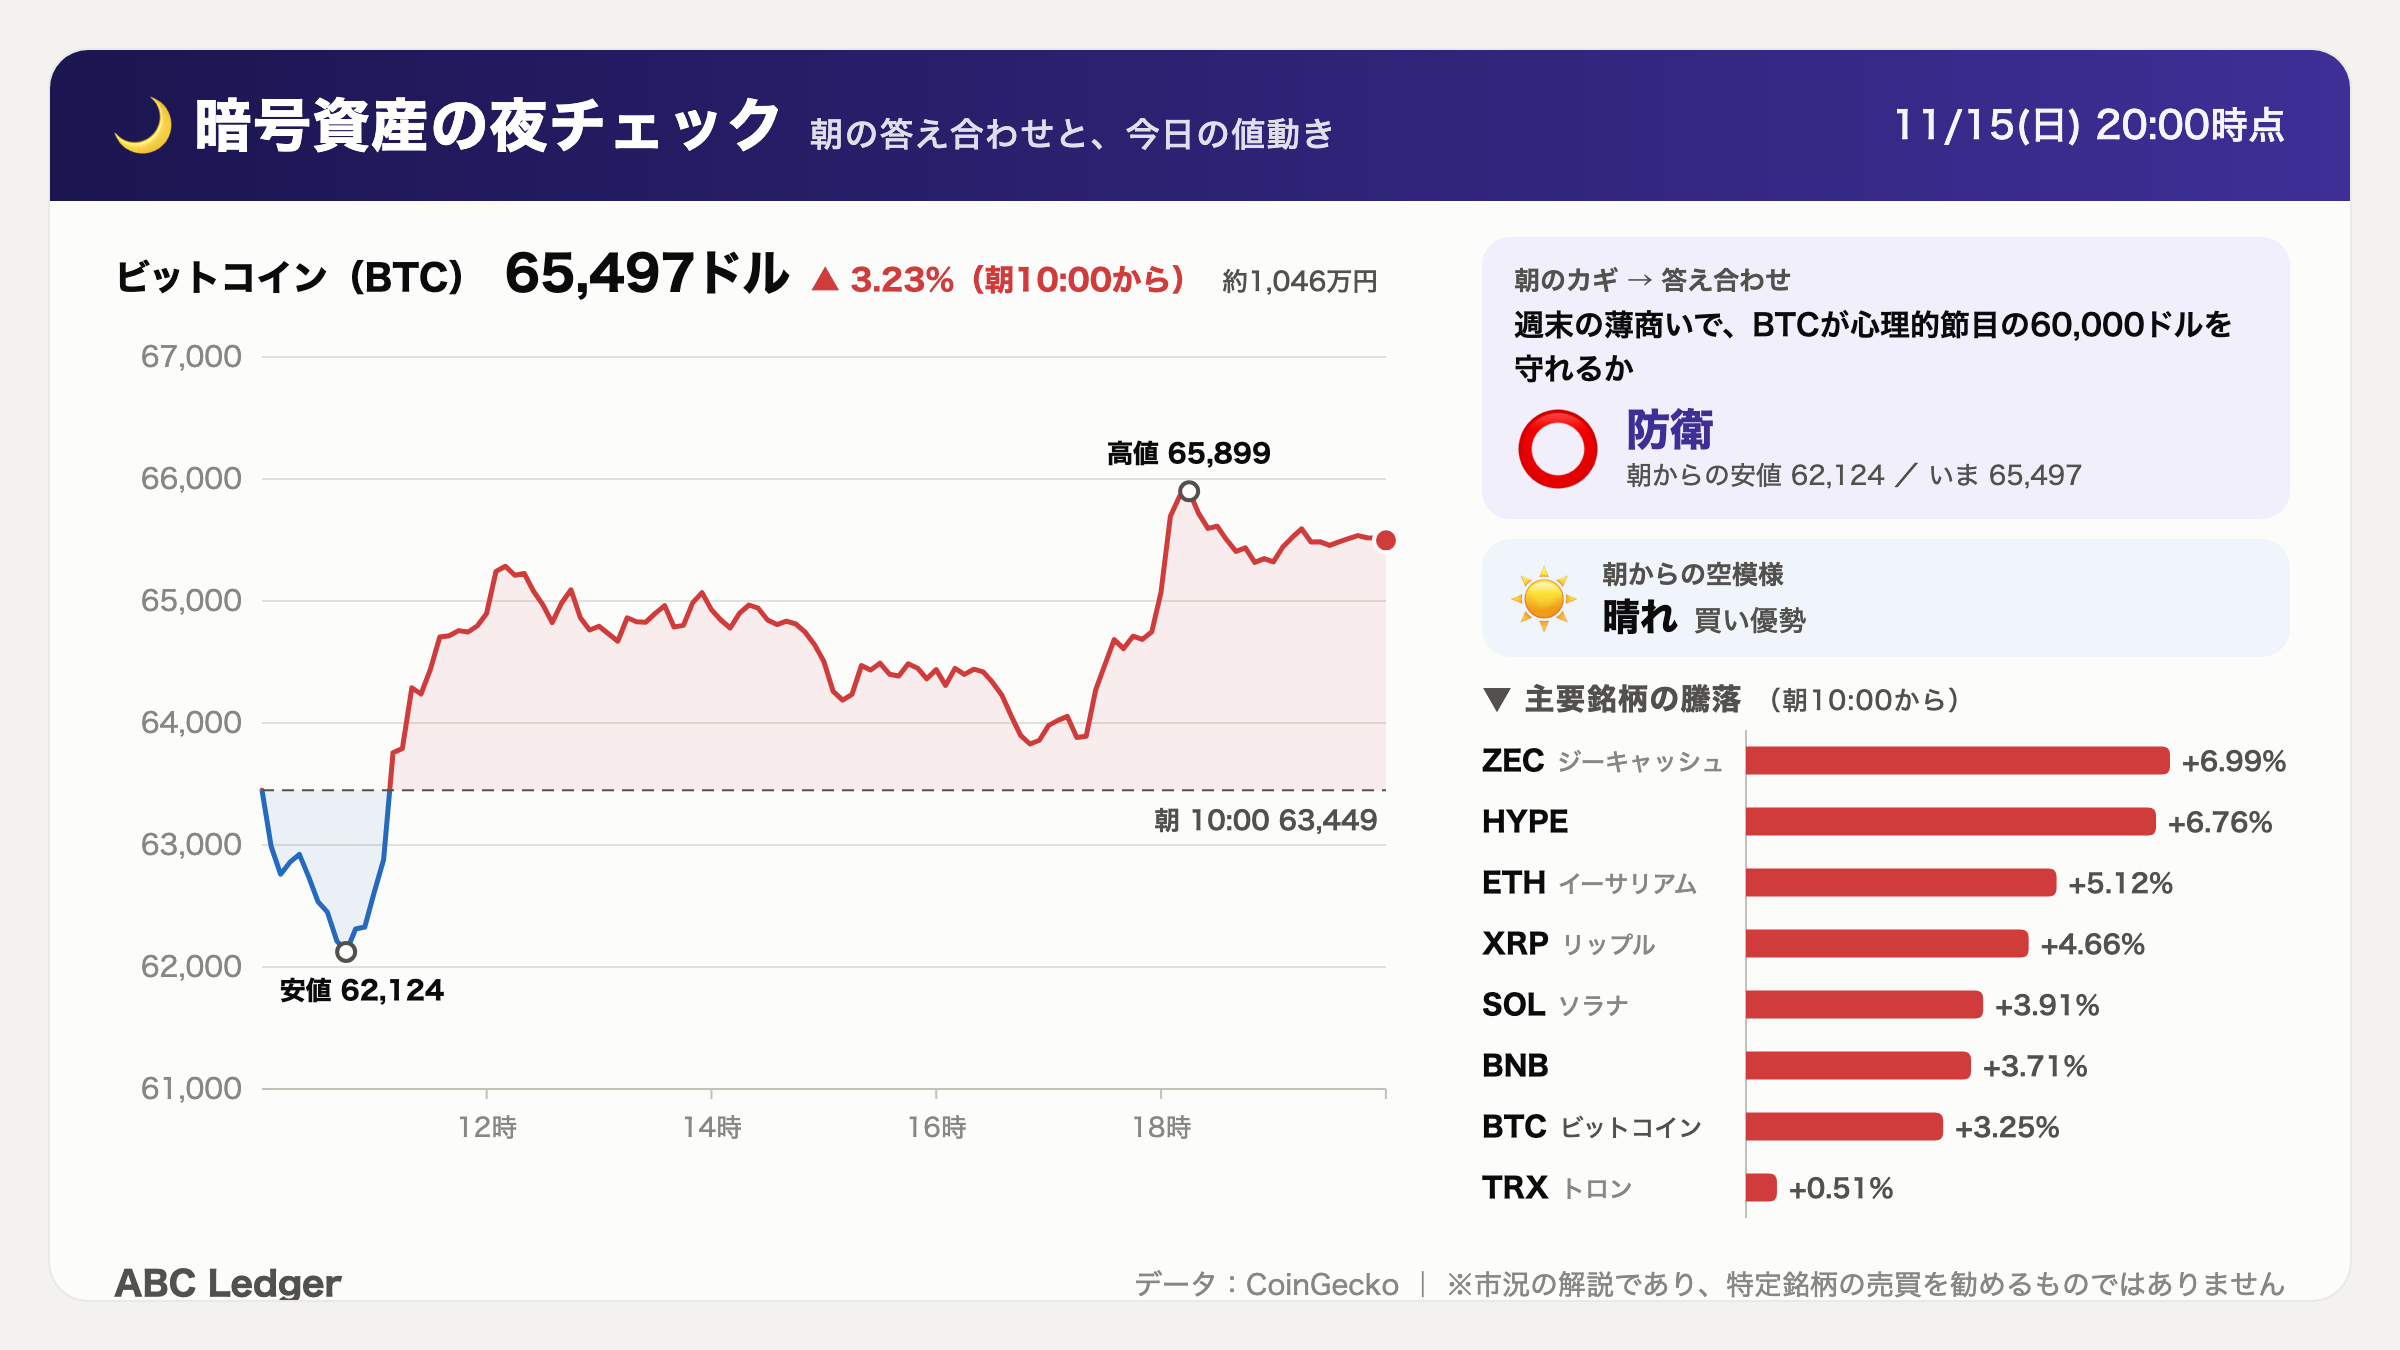 🌙 暗号資産の夜チェック 朝の答え合わせと、今日の値動き
11/15(日) 20:00時点
ビットコイン（BTC） 65,497ドル ▲ 3.23%（朝10:00から） 約1,046万円
67,000
66,000
65,000
64,000
63,000
62,000
61,000
高値 65,899
朝 10:00 63,449
安値 62,124
12時
14時
16時
18時
朝のカギ → 答え合わせ
週末の薄商いで、BTCが心理的節目の60,000ドルを
守れるか
⭕ 防衛
朝からの安値 62,124 ／ いま 65,497
朝からの空模様
晴れ 買い優勢
▼ 主要銘柄の騰落 （朝10:00から）
ZEC ジーキャッシュ +6.99%
HYPE +6.76%
ETH イーサリアム +5.12%
XRP リップル +4.66%
SOL ソラナ +3.91%
BNB +3.71%
BTC ビットコイン +3.25%
TRX トロン +0.51%
ABC Ledger
データ：CoinGecko ｜ ※市況の解説であり、特定銘柄の売買を勧めるものではありません